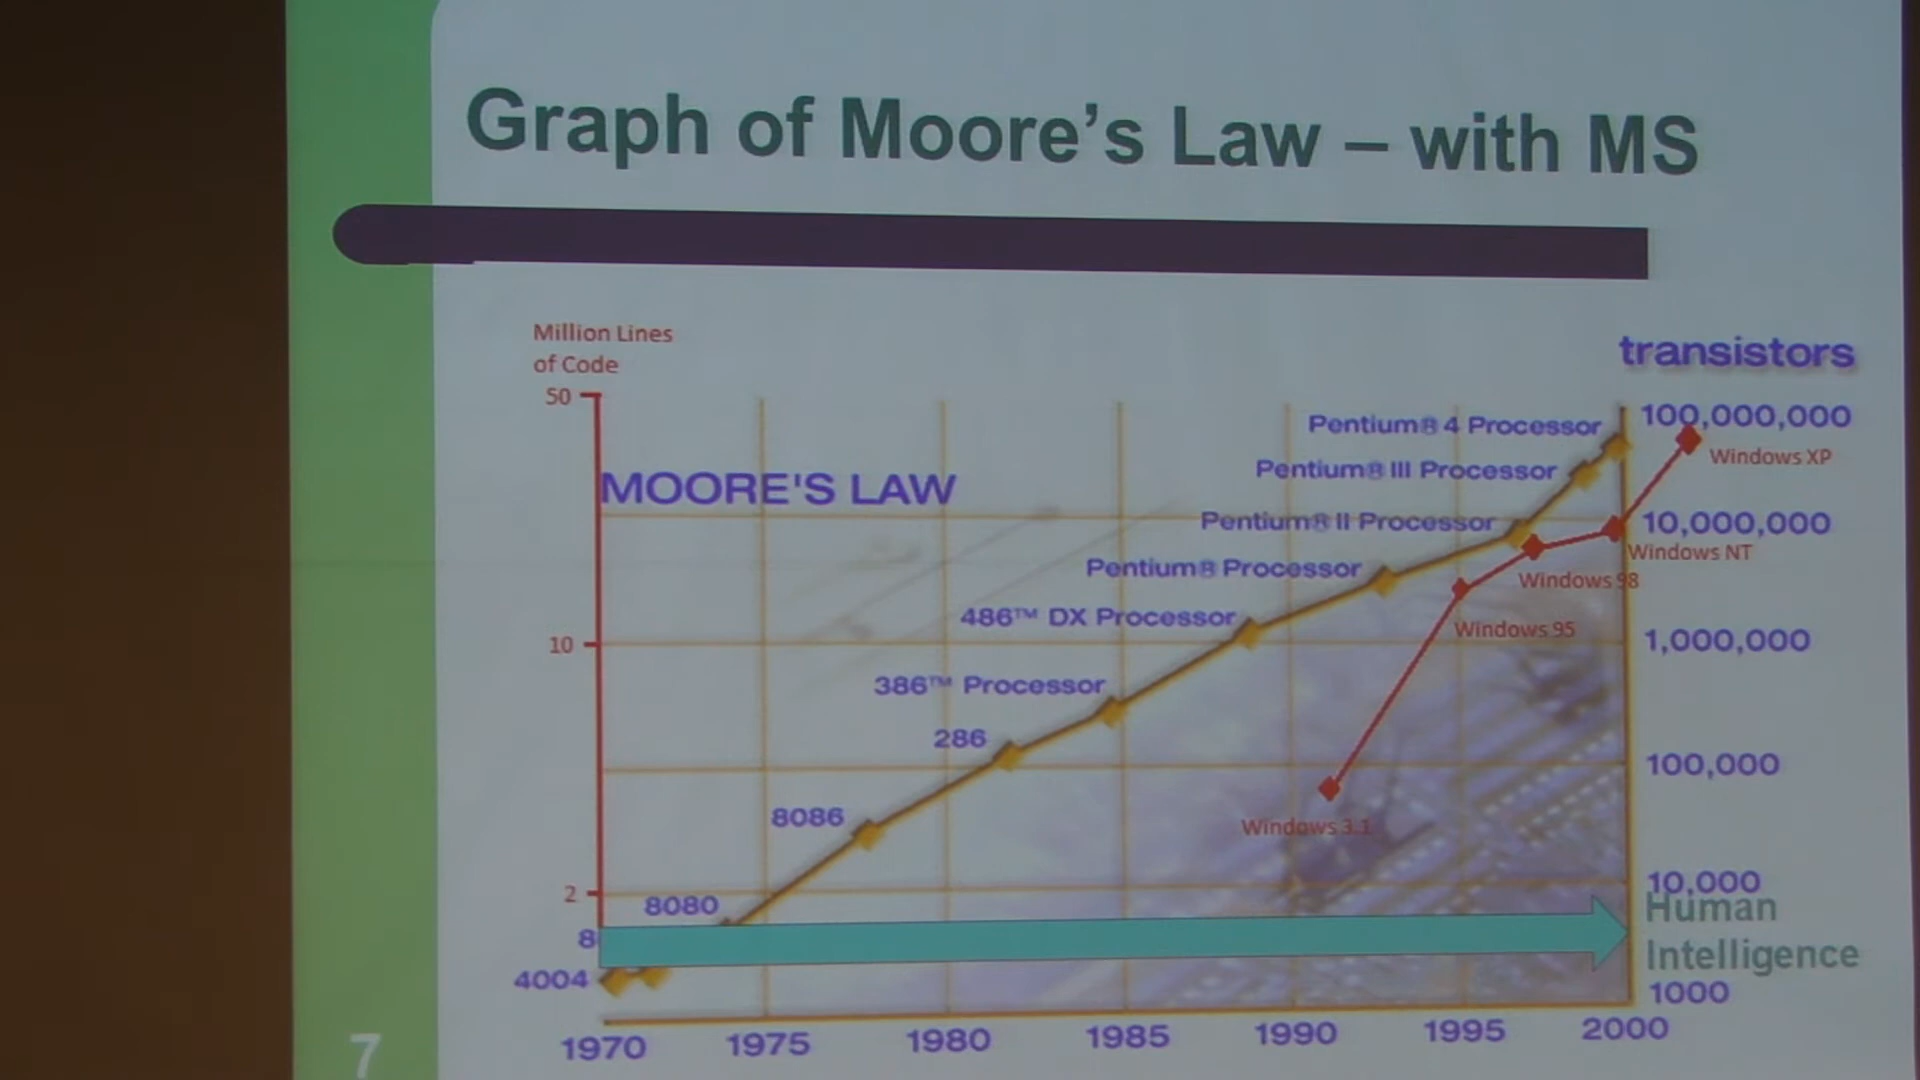 Graph of Moore's Law – with MS
Million Lines
of Code
transistors
50
100,000,000
Pentium® 4 Processor
Windows XP
Pentium® III Processor
MOORE'S LAW
Pentium® II Processor
10,000,000
Windows NT
Pentium® Processor
Windows 98
486™ DX Processor
Windows 95
10
1,000,000
386™ Processor
286
100,000
8086
Windows 3.1
2
10,000
8080
Human
Intelligence
8
4004
1000
1970 1975 1980 1985 1990 1995 2000
7